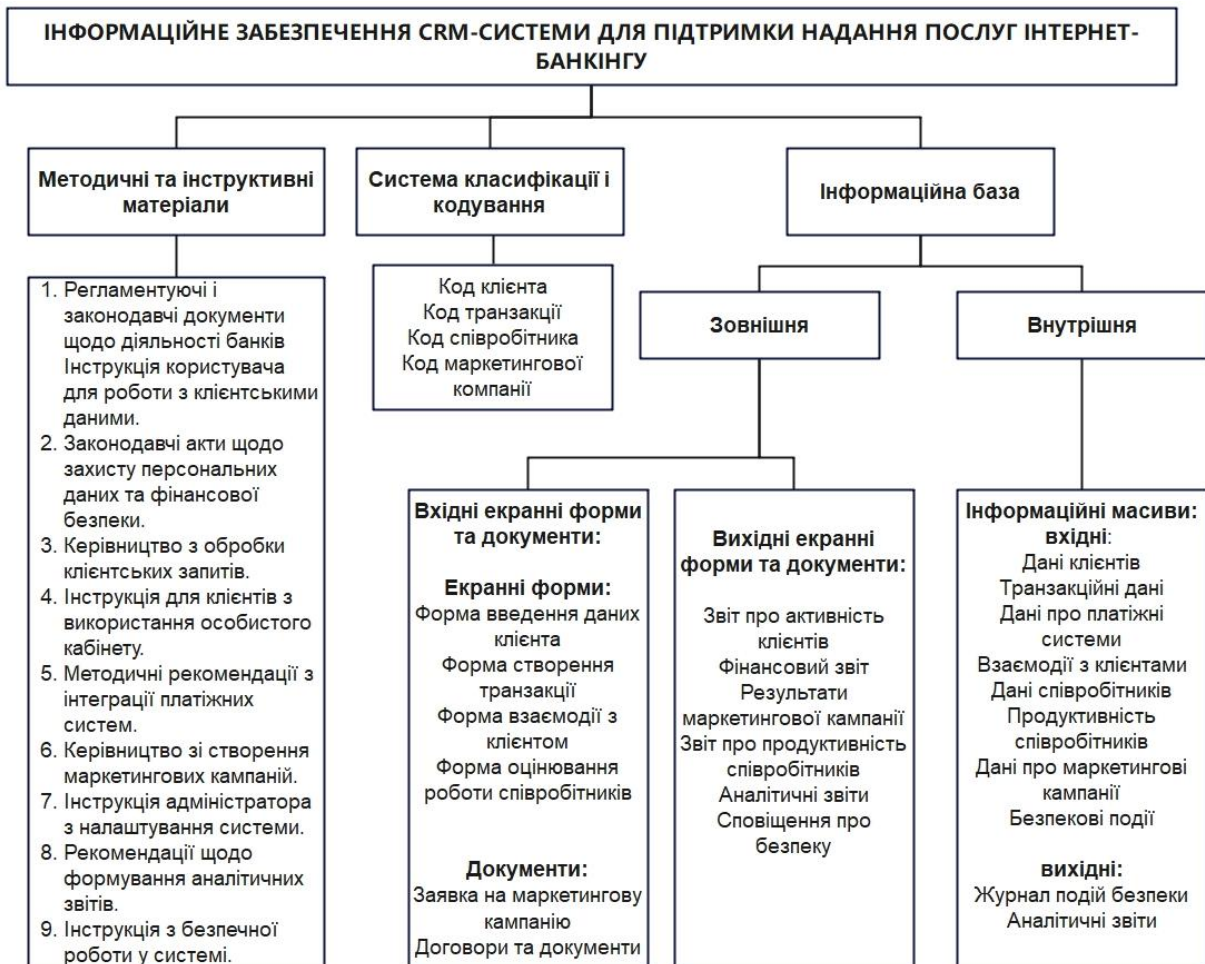 ІНФОРМАЦІЙНЕ ЗАБЕЗПЕЧЕННЯ CRM-СИСТЕМИ ДЛЯ ПІДТРИМКИ НАДАННЯ ПОСЛУГ ІНТЕРНЕТ-
БАНКІНГУ
Методичні та інструктивні
матеріали
1. Регламентуючі і
законодавчі документи
щодо діяльності банків
Інструкція користувача
для роботи з клієнтськими
даними.
2. Законодавчі акти щодо
захисту персональних
даних та фінансової
безпеки.
3. Керівництво з обробки
клієнтських запитів.
4. Інструкція для клієнтів з
використання особистого
кабінету.
5. Методичні рекомендації з
інтеграції платіжних
систем.
6. Керівництво зі створення
маркетингових кампаній.
7. Інструкція адміністратора
з налаштування системи.
8. Рекомендації щодо
формування аналітичних
звітів.
9. Інструкція з безпечної
роботи у системі.
Система класифікації і
кодування
Код клієнта
Код транзакції
Код співробітника
Код маркетингової
компанії
Інформаційна база
Зовнішня
Вхідні екранні форми
та документи:
Екранні форми:
Форма введення даних
клієнта
Форма створення
транзакції
Форма взаємодії з
клієнтом
Форма оцінювання
роботи співробітників
Документи:
Заявка на маркетингову
кампанію
Договори та документи
Вихідні екранні
форми та документи:
Звіт про активність
клієнтів
Фінансовий звіт
Результати
маркетингової кампанії
Звіт про продуктивність
співробітників
Аналітичні звіти
Сповіщення про
безпеку
Внутрішня
Інформаційні масиви:
вхідні:
Дані клієнтів
Транзакційні дані
Дані про платіжні
системи
Взаємодії з клієнтами
Дані співробітників
Продуктивність
співробітників
Дані про маркетингові
кампанії
Безпекові події
вихідні:
Журнал подій безпеки
Аналітичні звіти